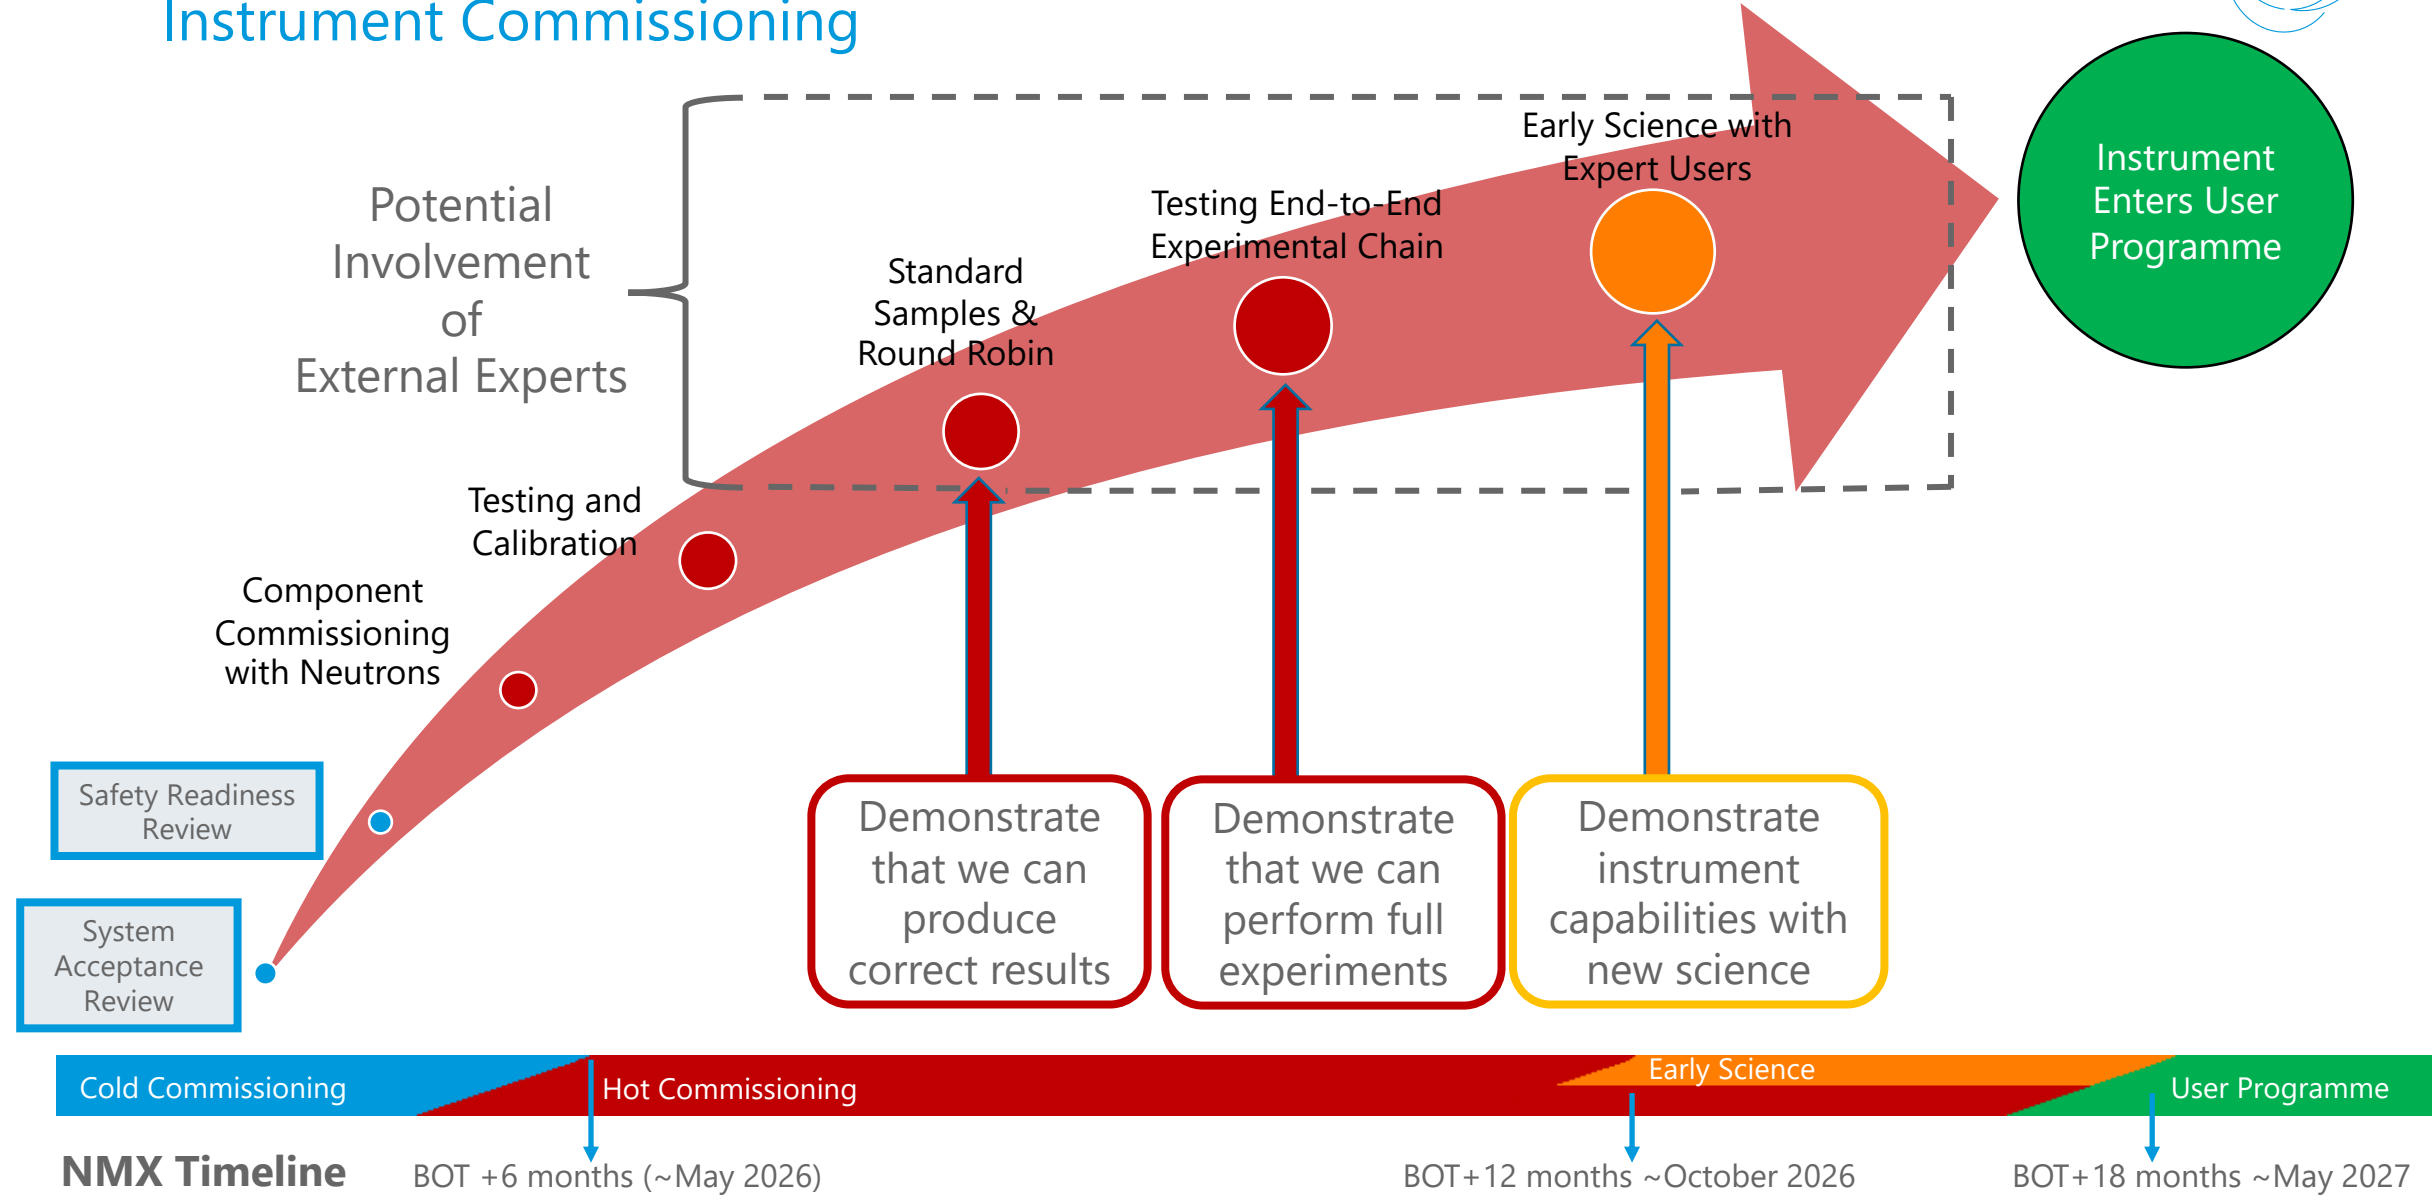 Instrument Commissioning
Potential
Involvement
of
External Experts
Early Science with
Expert Users
Testing End-to-End
Experimental Chain
Standard
Samples &
Round Robin
Testing and
Calibration
Component
Commissioning
with Neutrons
Safety Readiness
Review
System
Acceptance
Review
Instrument
Enters User
Programme
Demonstrate
that we can
produce
correct results
Demonstrate
that we can
perform full
experiments
Demonstrate
instrument
capabilities with
new science
Cold Commissioning
Hot Commissioning
Early Science
User Programme
NMX Timeline
BOT +6 months (~May 2026)
BOT+12 months ~October 2026
BOT+18 months ~May 2027